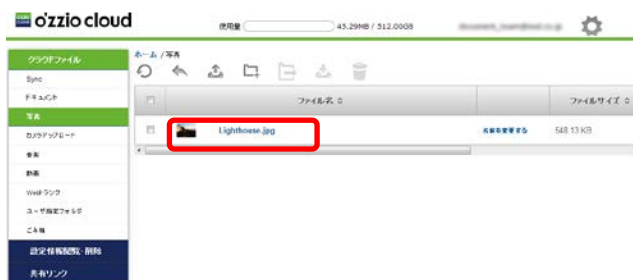 o'zzio cloud
使用量 45.29MB / 512.00GB
クラウドファイル
Sync
ドキュメント
写真
カメラアップロード
音楽
動画
Webトランク
ユーザ指定フォルダ
ごみ箱
設定情報閲覧・削除
共有リンク
ホーム / 写真
ファイル名
ファイルサイズ
Lighthouse.jpg
名前を変更する
548.13 KB